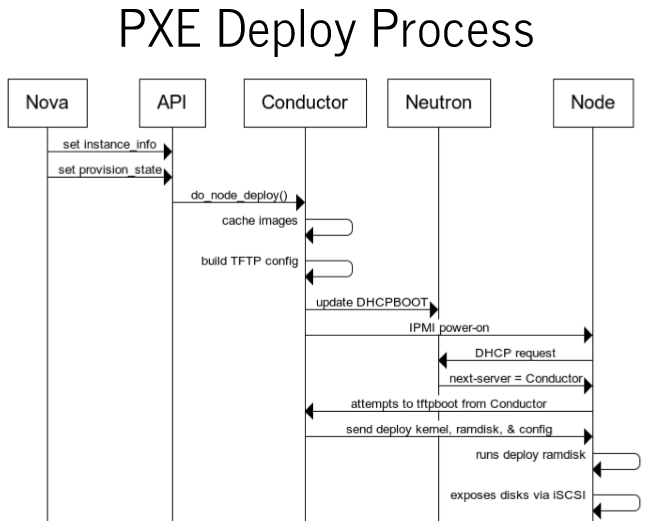 PXE Deploy Process
Nova
API
Conductor
Neutron
Node
set instance_info
set provision_state
do_node_deploy()
cache images
build TFTP config
update DHCPBOOT
IPMI power-on
DHCP request
next-server = Conductor
attempts to tftpboot from Conductor
send deploy kernel, ramdisk, & config
runs deploy ramdisk
exposes disks via iSCSI